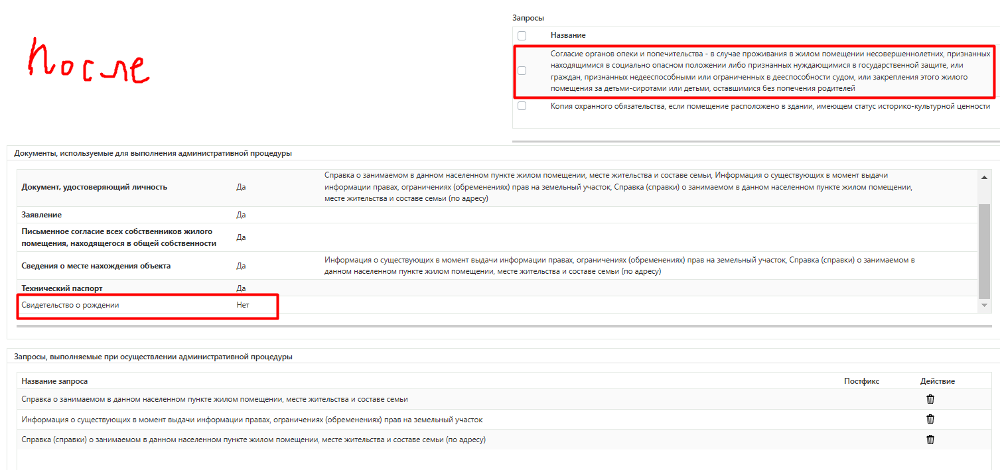 После
Запросы
Название
Согласие органов опеки и попечительства - в случае проживания в жилом помещении несовершеннолетних, признанных
находящимися в социально опасном положении либо признанных нуждающимися в государственной защите, или
граждан, признанных недееспособными или ограниченных в дееспособности судом, или закрепления этого жилого
помещения за детьми-сиротами или детьми, оставшимися без попечения родителей
Копия охранного обязательства, если помещение расположено в здании, имеющем статус историко-культурной ценности
Документы, используемые для выполнения административной процедуры
Документ, удостоверяющий личность Да
Справка о занимаемом в данном населенном пункте жилом помещении, месте жительства и составе семьи, Информация о существующих в момент выдачи
информации правах, ограничениях (обременениях) прав на земельный участок, Справка (справки) о занимаемом в данном населенном пункте жилом помещении,
месте жительства и составе семьи (по адресу)
Заявление Да
Письменное согласие всех собственников жилого
помещения, находящегося в общей собственности Да
Сведения о месте нахождения объекта Да
Информация о существующих в момент выдачи информации правах, ограничениях (обременениях) прав на земельный участок, Справка (справки) о занимаемом в
данном населенном пункте жилом помещении, месте жительства и составе семьи (по адресу)
Технический паспорт Да
Свидетельство о рождении Нет
Запросы, выполняемые при осуществлении административной процедуры
Название запроса Постфикс Действие
Справка о занимаемом в данном населенном пункте жилом помещении, месте жительства и составе семьи
Информация о существующих в момент выдачи информации правах, ограничениях (обременениях) прав на земельный участок
Справка (справки) о занимаемом в данном населенном пункте жилом помещении, месте жительства и составе семьи (по адресу)